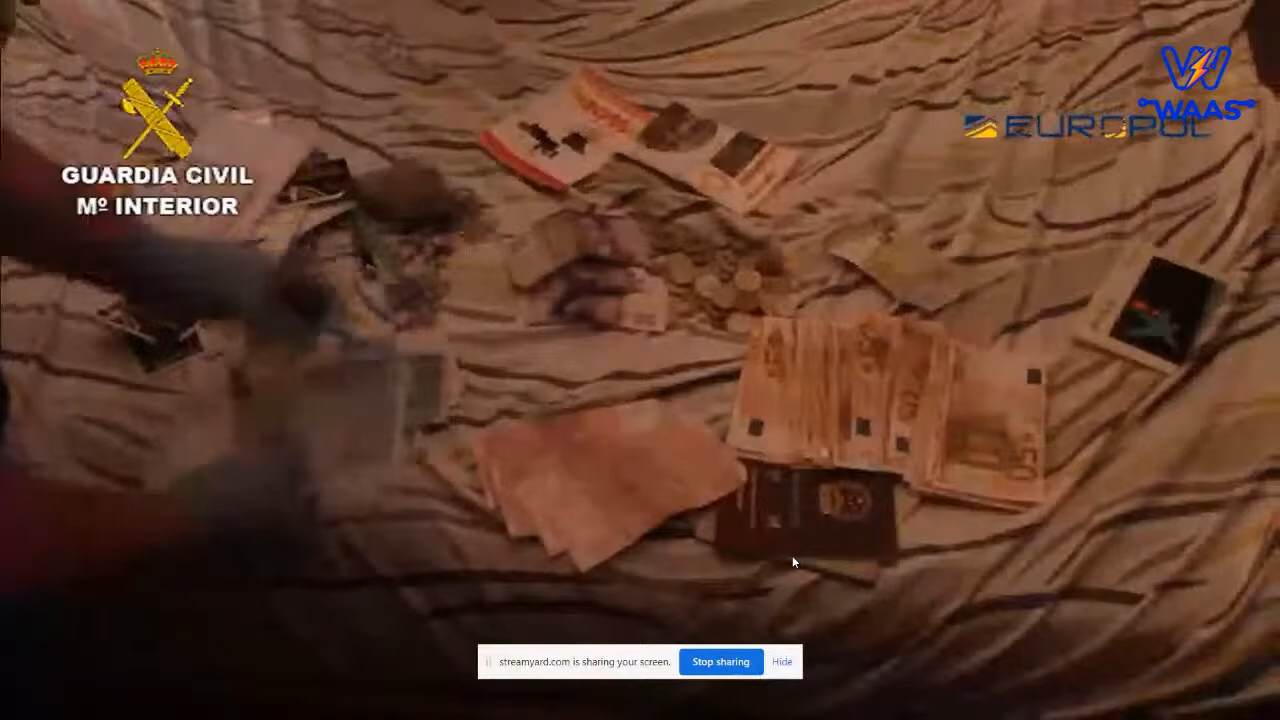 GUARDIA CIVIL
Mº INTERIOR
WAAS
EUROPOL
streamyard.com is sharing your screen.
Stop sharing
Hide